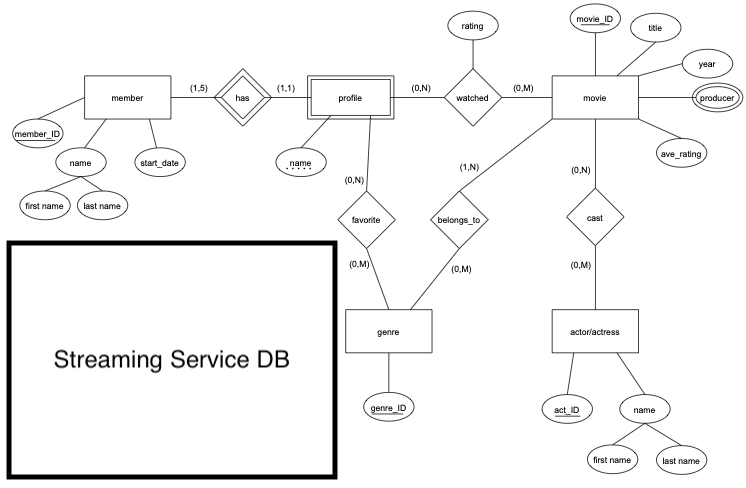 rating
movie_ID
title
year
producer
ave_rating
member
(1,5)
has
(1,1)
profile
(0,N)
watched
(0,M)
movie
member_ID
name
start_date
first name
last name
name
(0,N)
favorite
(0,M)
(1,N)
belongs_to
(0,M)
(0,N)
cast
(0,M)
Streaming Service DB
genre
genre_ID
actor/actress
act_ID
name
first name
last name